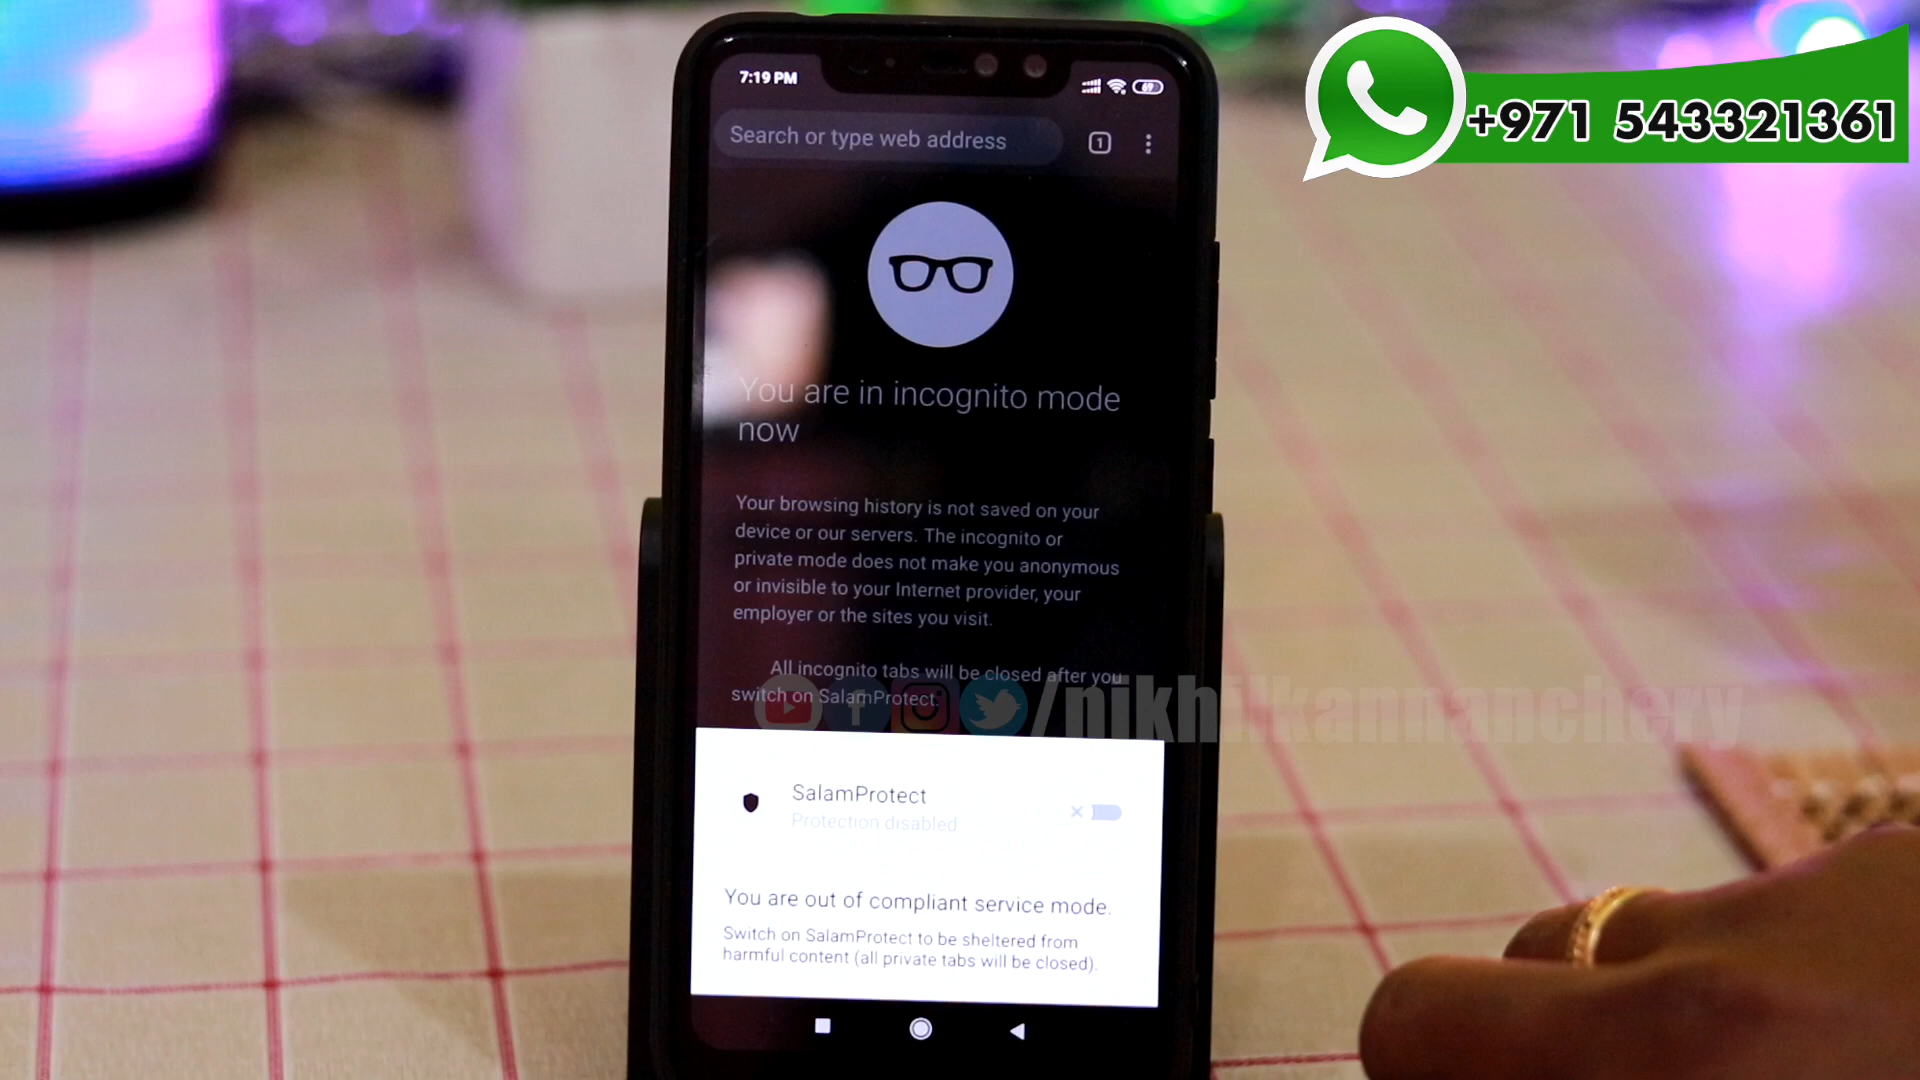 +971 543321361
7:19 PM
69
Search or type web address
1
You are in incognito mode
now
Your browsing history is not saved on your
device or our servers. The incognito or
private mode does not make you anonymous
or invisible to your Internet provider, your
employer or the sites you visit.
All incognito tabs will be closed after you
switch on SalamProtect.
/nikhilkannanchery
SalamProtect
Protection disabled
You are out of compliant service mode.
Switch on SalamProtect to be sheltered from
harmful content (all private tabs will be closed).